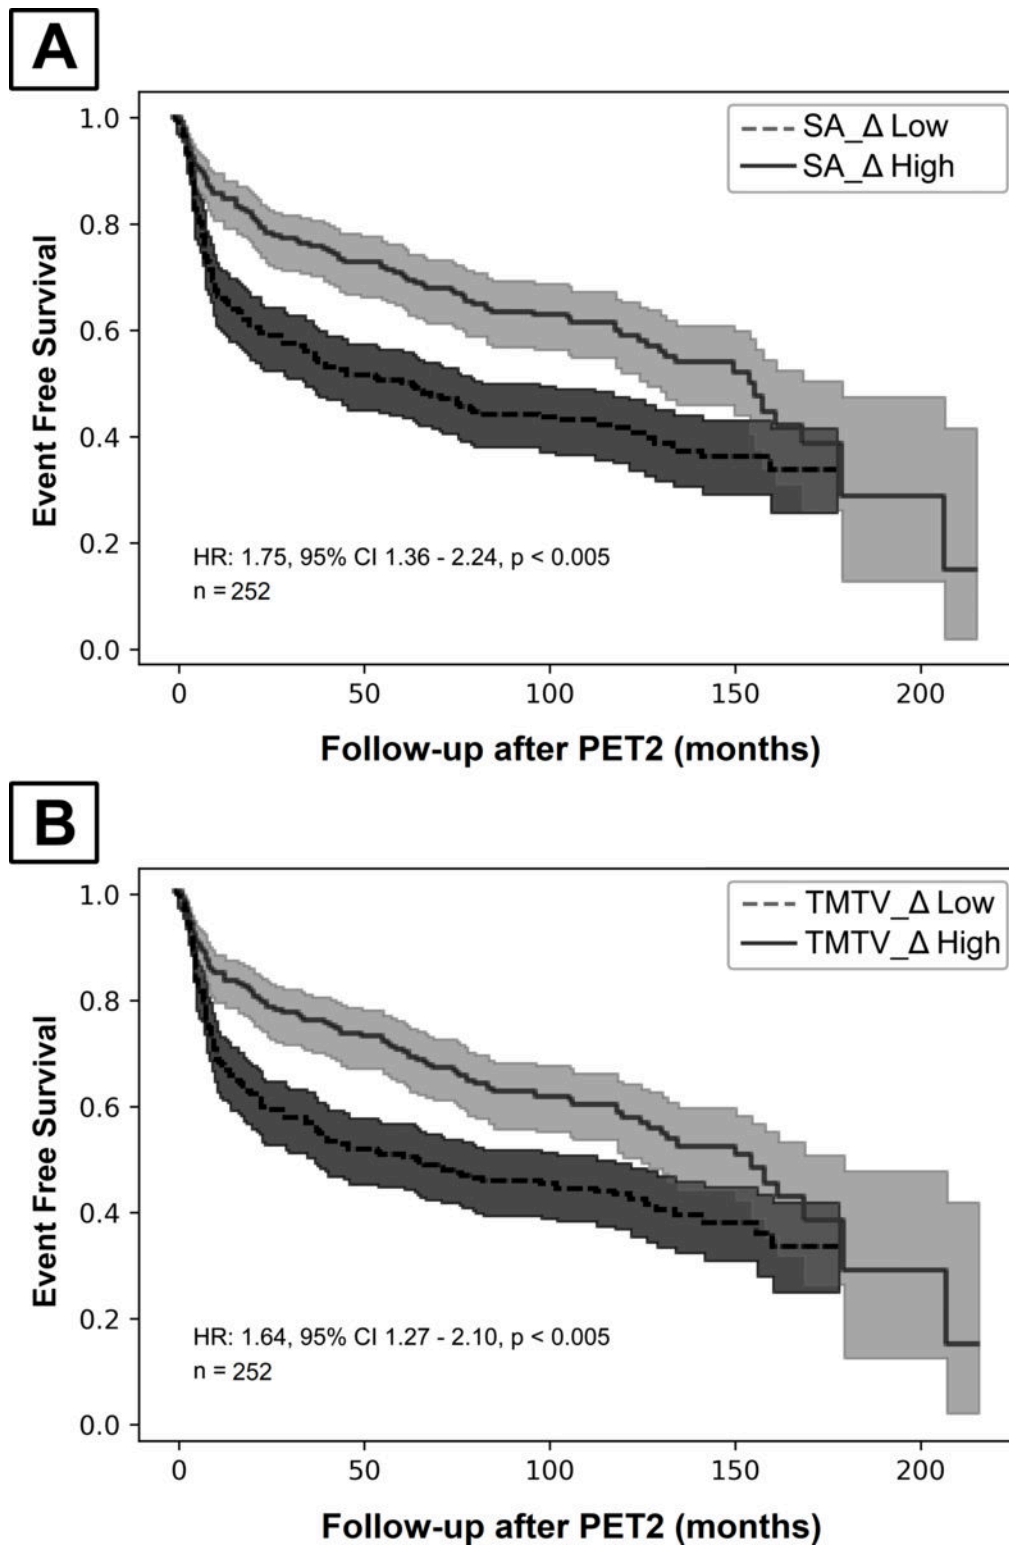 A
1.0
0.8
0.6
0.4
0.2
0.0
Event Free Survival
SA_Δ Low
SA_Δ High
HR: 1.75, 95% CI 1.36 - 2.24, p < 0.005
n = 252
0 50 100 150 200
Follow-up after PET2 (months)
B
1.0
0.8
0.6
0.4
0.2
0.0
Event Free Survival
TMTV_Δ Low
TMTV_Δ High
HR: 1.64, 95% CI 1.27 - 2.10, p < 0.005
n = 252
0 50 100 150 200
Follow-up after PET2 (months)